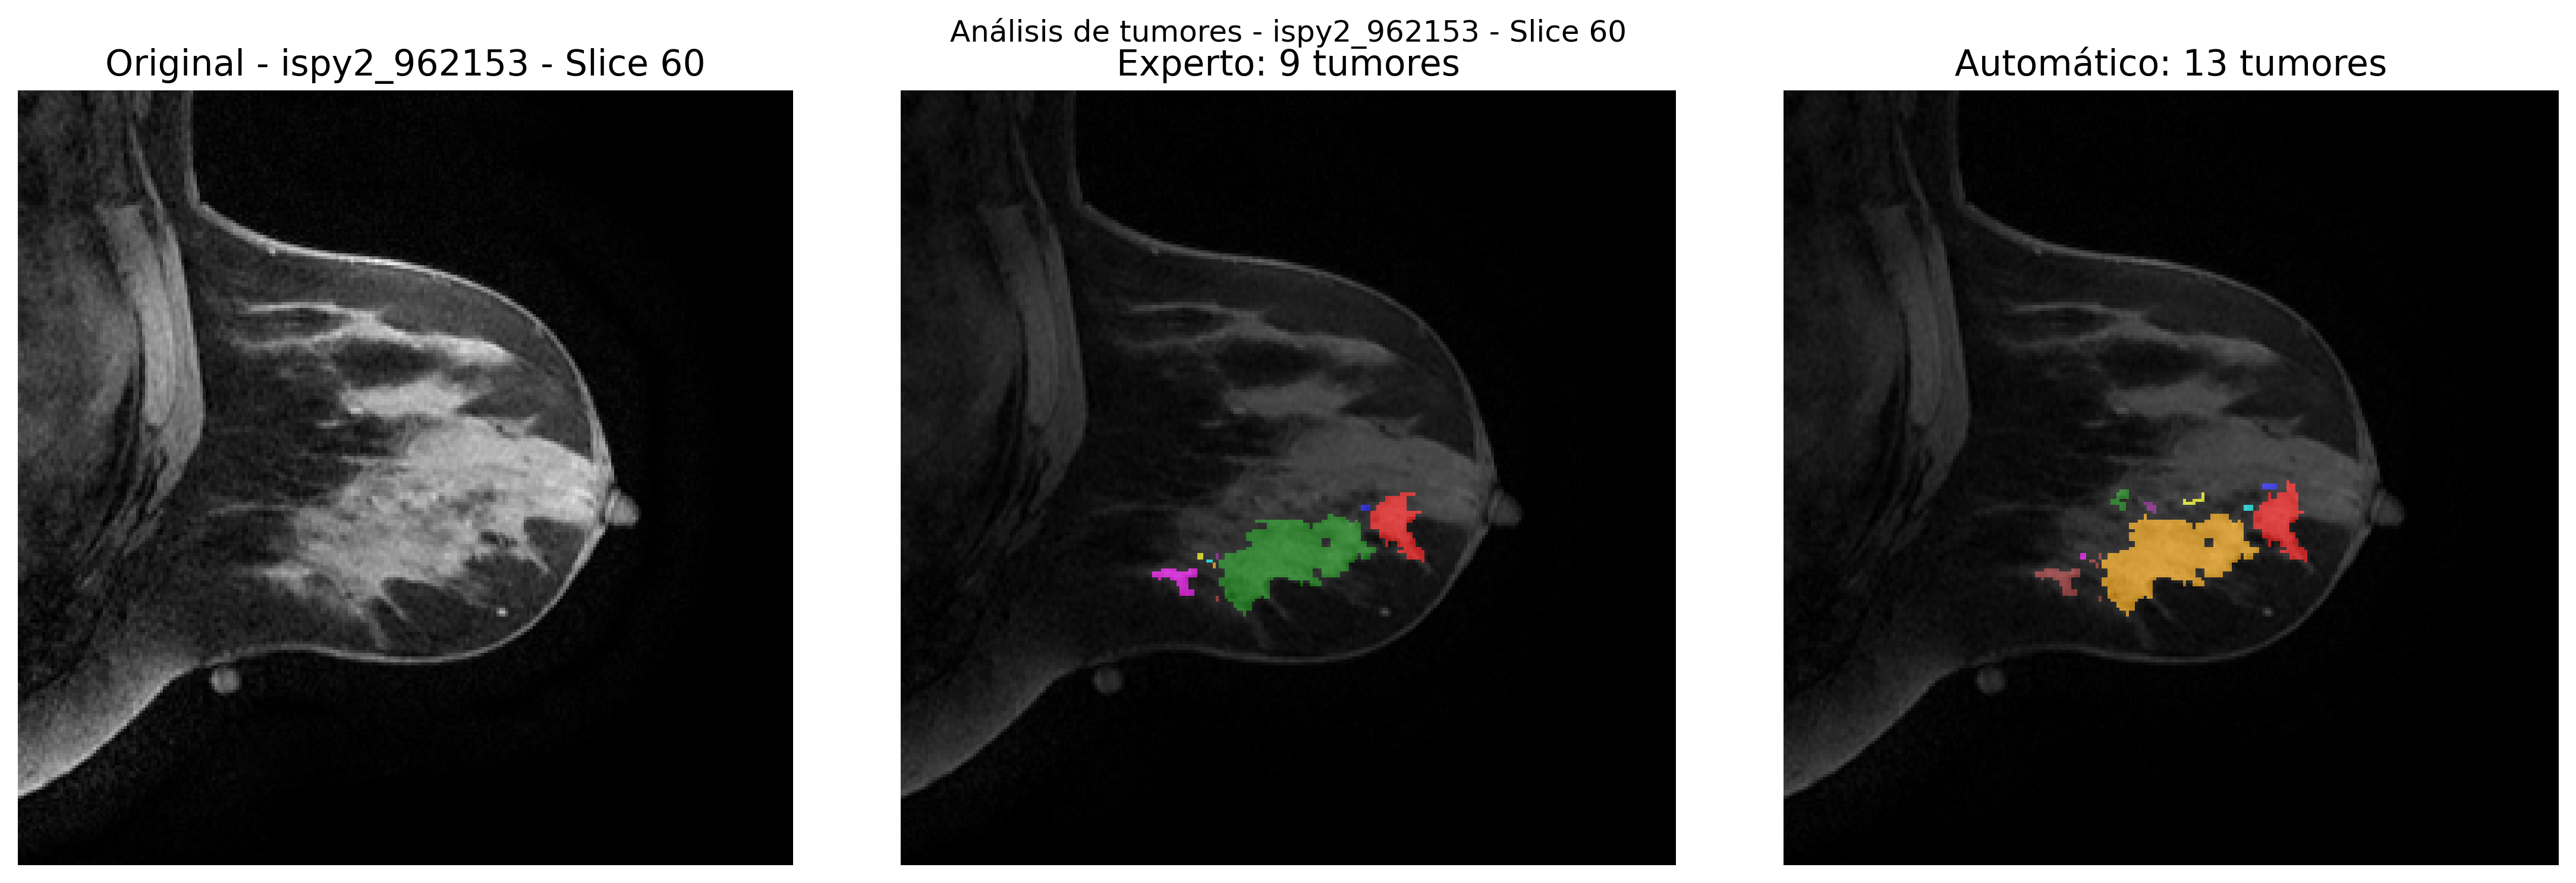 Análisis de tumores - ispy2_962153 - Slice 60
Original - ispy2_962153 - Slice 60
Experto: 9 tumores
Automático: 13 tumores